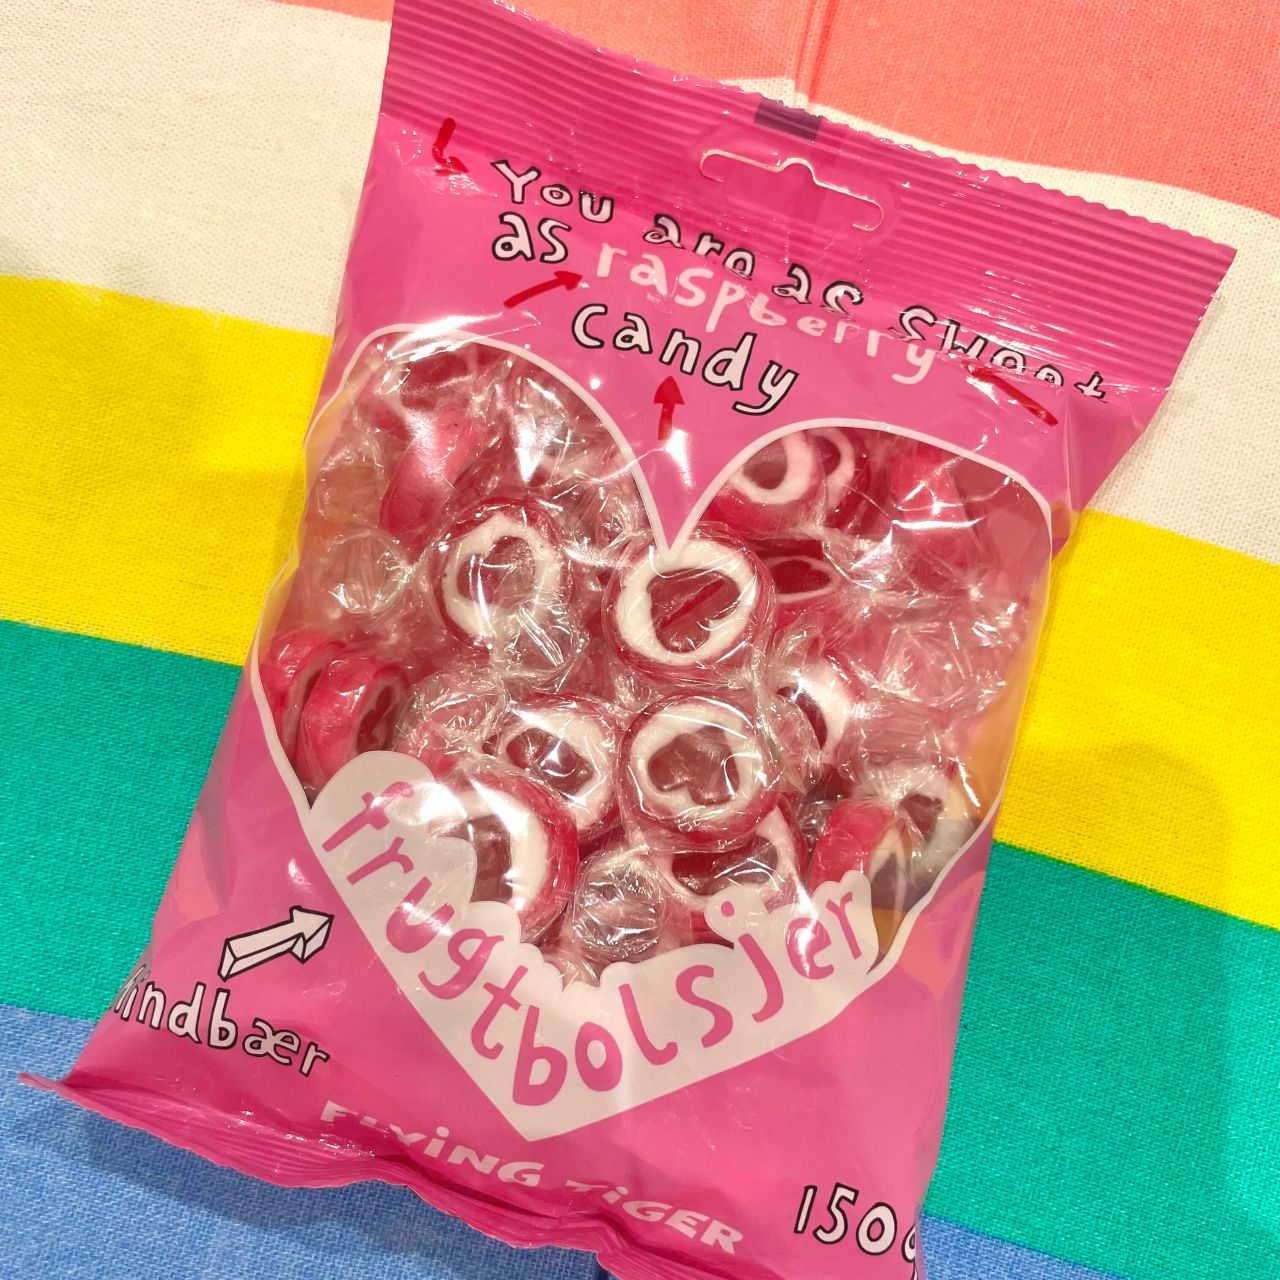 You are as sweet
as raspberry
candy
frugtbolsjer
hindbær
FLYING TIGER
150g